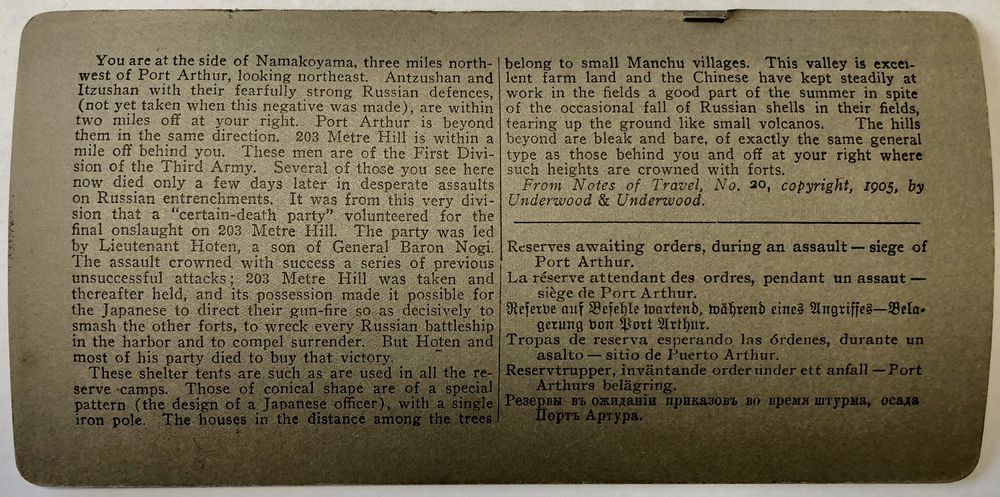 You are at the side of Namakoyama, three miles north-
west of Port Arthur, looking northeast. Antzushan and
Itzushan with their fearfully strong Russian defences,
(not yet taken when this negative was made), are within
two miles off at your right. Port Arthur is beyond
them in the same direction. 203 Metre Hill is within a
mile off behind you. These men are of the First Divi-
sion of the Third Army. Several of those you see here
now died only a few days later in desperate assaults
on Russian entrenchments. It was from this very divi-
sion that a “certain-death party” volunteered for the
final onslaught on 203 Metre Hill. The party was led
by Lieutenant Hoten, a son of General Baron Nogi.
The assault crowned with success a series of previous
unsuccessful attacks; 203 Metre Hill was taken and
thereafter held, and its possession made it possible for
the Japanese to direct their gun-fire so as decisively to
smash the other forts, to wreck every Russian battleship
in the harbor and to compel surrender. But Hoten and
most of his party died to buy that victory.
These shelter tents are such as are used in all the re-
serve camps. Those of conical shape are of a special
pattern (the design of a Japanese officer), with a single
iron pole. The houses in the distance among the trees
belong to small Manchu villages. This valley is excel-
lent farm land and the Chinese have kept steadily at
work in the fields a good part of the summer in spite
of the occasional fall of Russian shells in their fields,
tearing up the ground like small volcanos. The hills
beyond are bleak and bare, of exactly the same general
type as those behind you and off at your right where
such heights are crowned with forts.
From Notes of Travel, No. 20, copyright, 1905, by
Underwood & Underwood.
Reserves awaiting orders, during an assault — siege of
Port Arthur.
La réserve attendant des ordres, pendant un assaut —
siège de Port Arthur.
Reserve auf Befehle wartend, während eines Angriffes—Bela-
gerung von Port Arthur.
Tropas de reserva esperando las órdenes, durante un
asalto — sitio de Puerto Arthur.
Reservtrupper, inväntande order under ett anfall — Port
Arthurs belägring.
Резервы въ ожиданіи приказовъ во время штурма, осада
Портъ Артура.